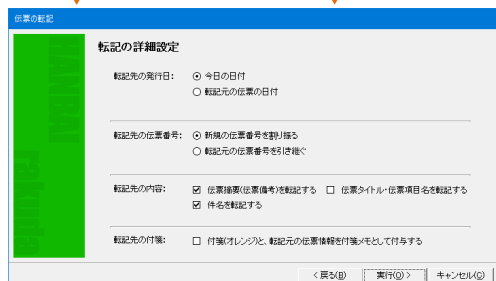 伝票の転記
HANBAI
rakuda
転記の詳細設定
転記先の発行日: 今日の日付
転記元の伝票の日付
転記先の伝票番号: 新規の伝票番号を割り振る
転記元の伝票番号を引き継ぐ
転記先の内容: 伝票摘要(伝票備考)を転記する 伝票タイトル・伝票項目名を転記する
件名を転記する
転記先の付箋: 付箋(オレンジ)と、転記元の伝票情報を付箋メモとして付与する
< 戻る(B) 実行(O) > キャンセル(C)